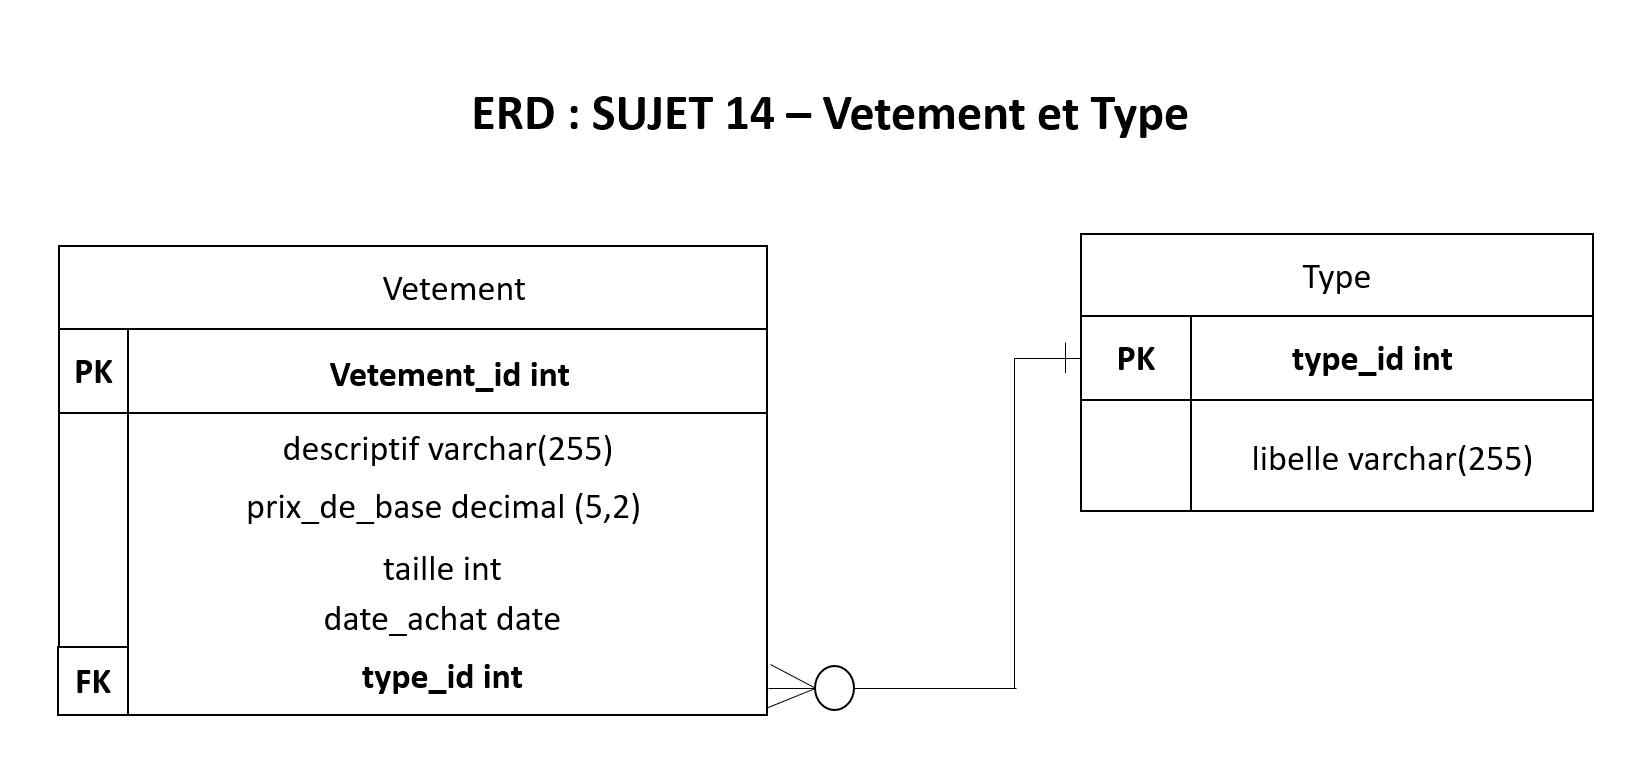 ERD : SUJET 14 – Vetement et Type
Vetement
PK
Vetement_id int
descriptif varchar(255)
prix_de_base decimal (5,2)
taille int
date_achat date
FK
type_id int
Type
PK
type_id int
libelle varchar(255)